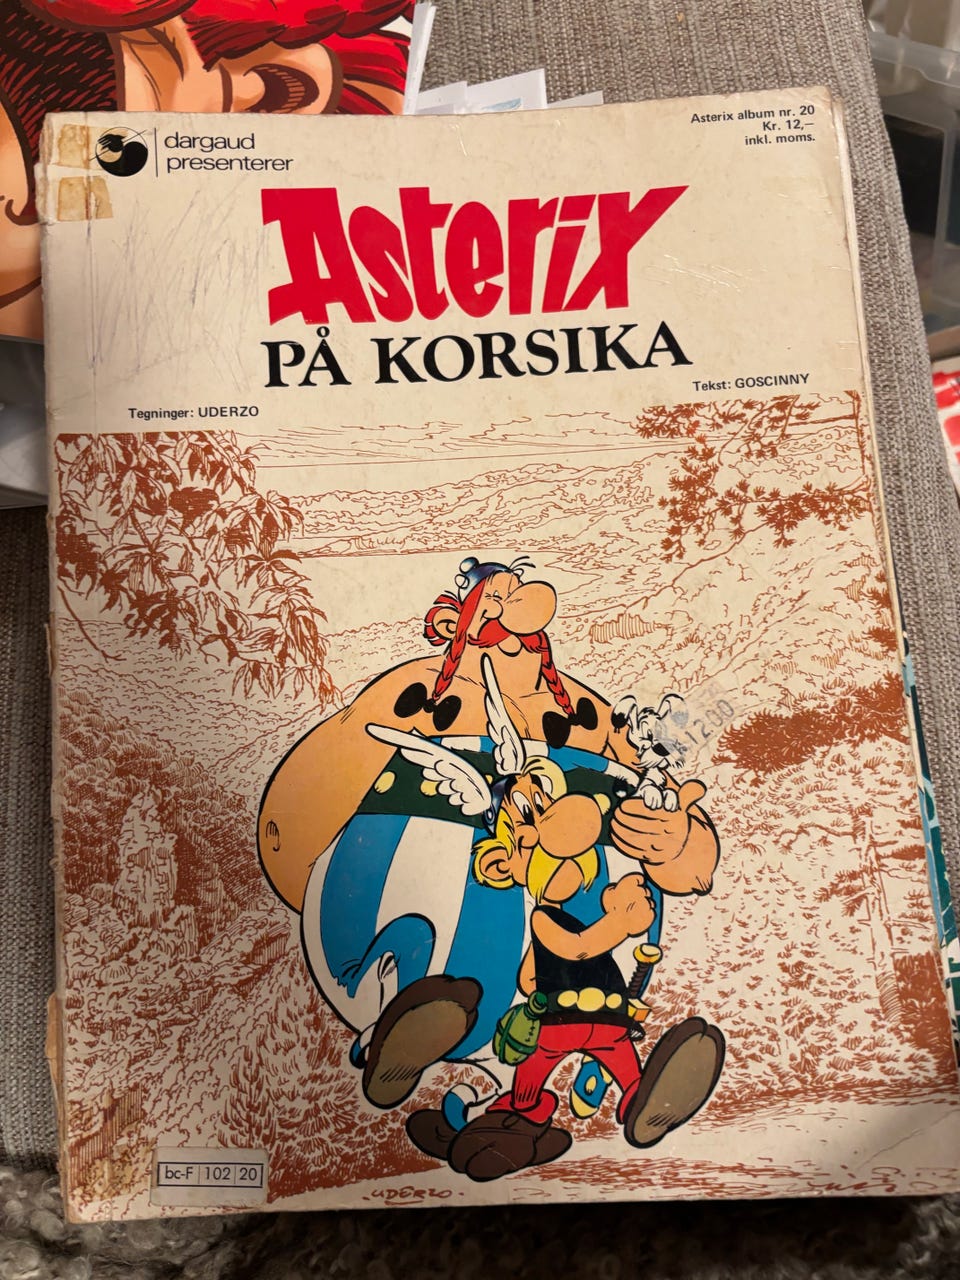 dargaud
presenterer
Asterix album nr. 20
Kr. 12,—
inkl. moms.
Asterix
PÅ KORSIKA
Tegninger: UDERZO
Tekst: GOSCINNY
1200
bc-F 102 20
UDERZO.